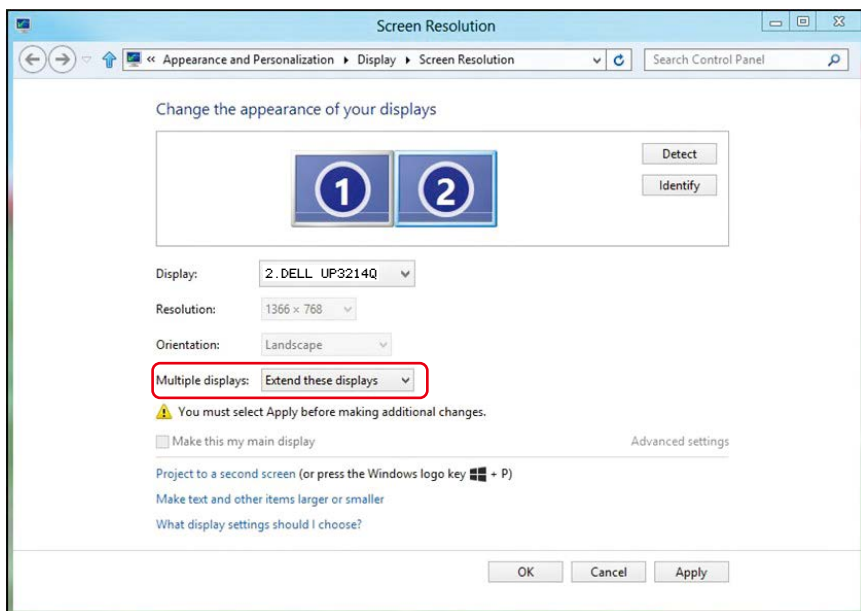 Screen Resolution
« Appearance and Personalization ▸ Display ▸ Screen Resolution
Search Control Panel
Change the appearance of your displays
1
2
Detect
Identify
Display: 2.DELL UP3214Q
Resolution: 1366 × 768
Orientation: Landscape
Multiple displays: Extend these displays
You must select Apply before making additional changes.
Make this my main display
Advanced settings
Project to a second screen (or press the Windows logo key + P)
Make text and other items larger or smaller
What display settings should I choose?
OK
Cancel
Apply